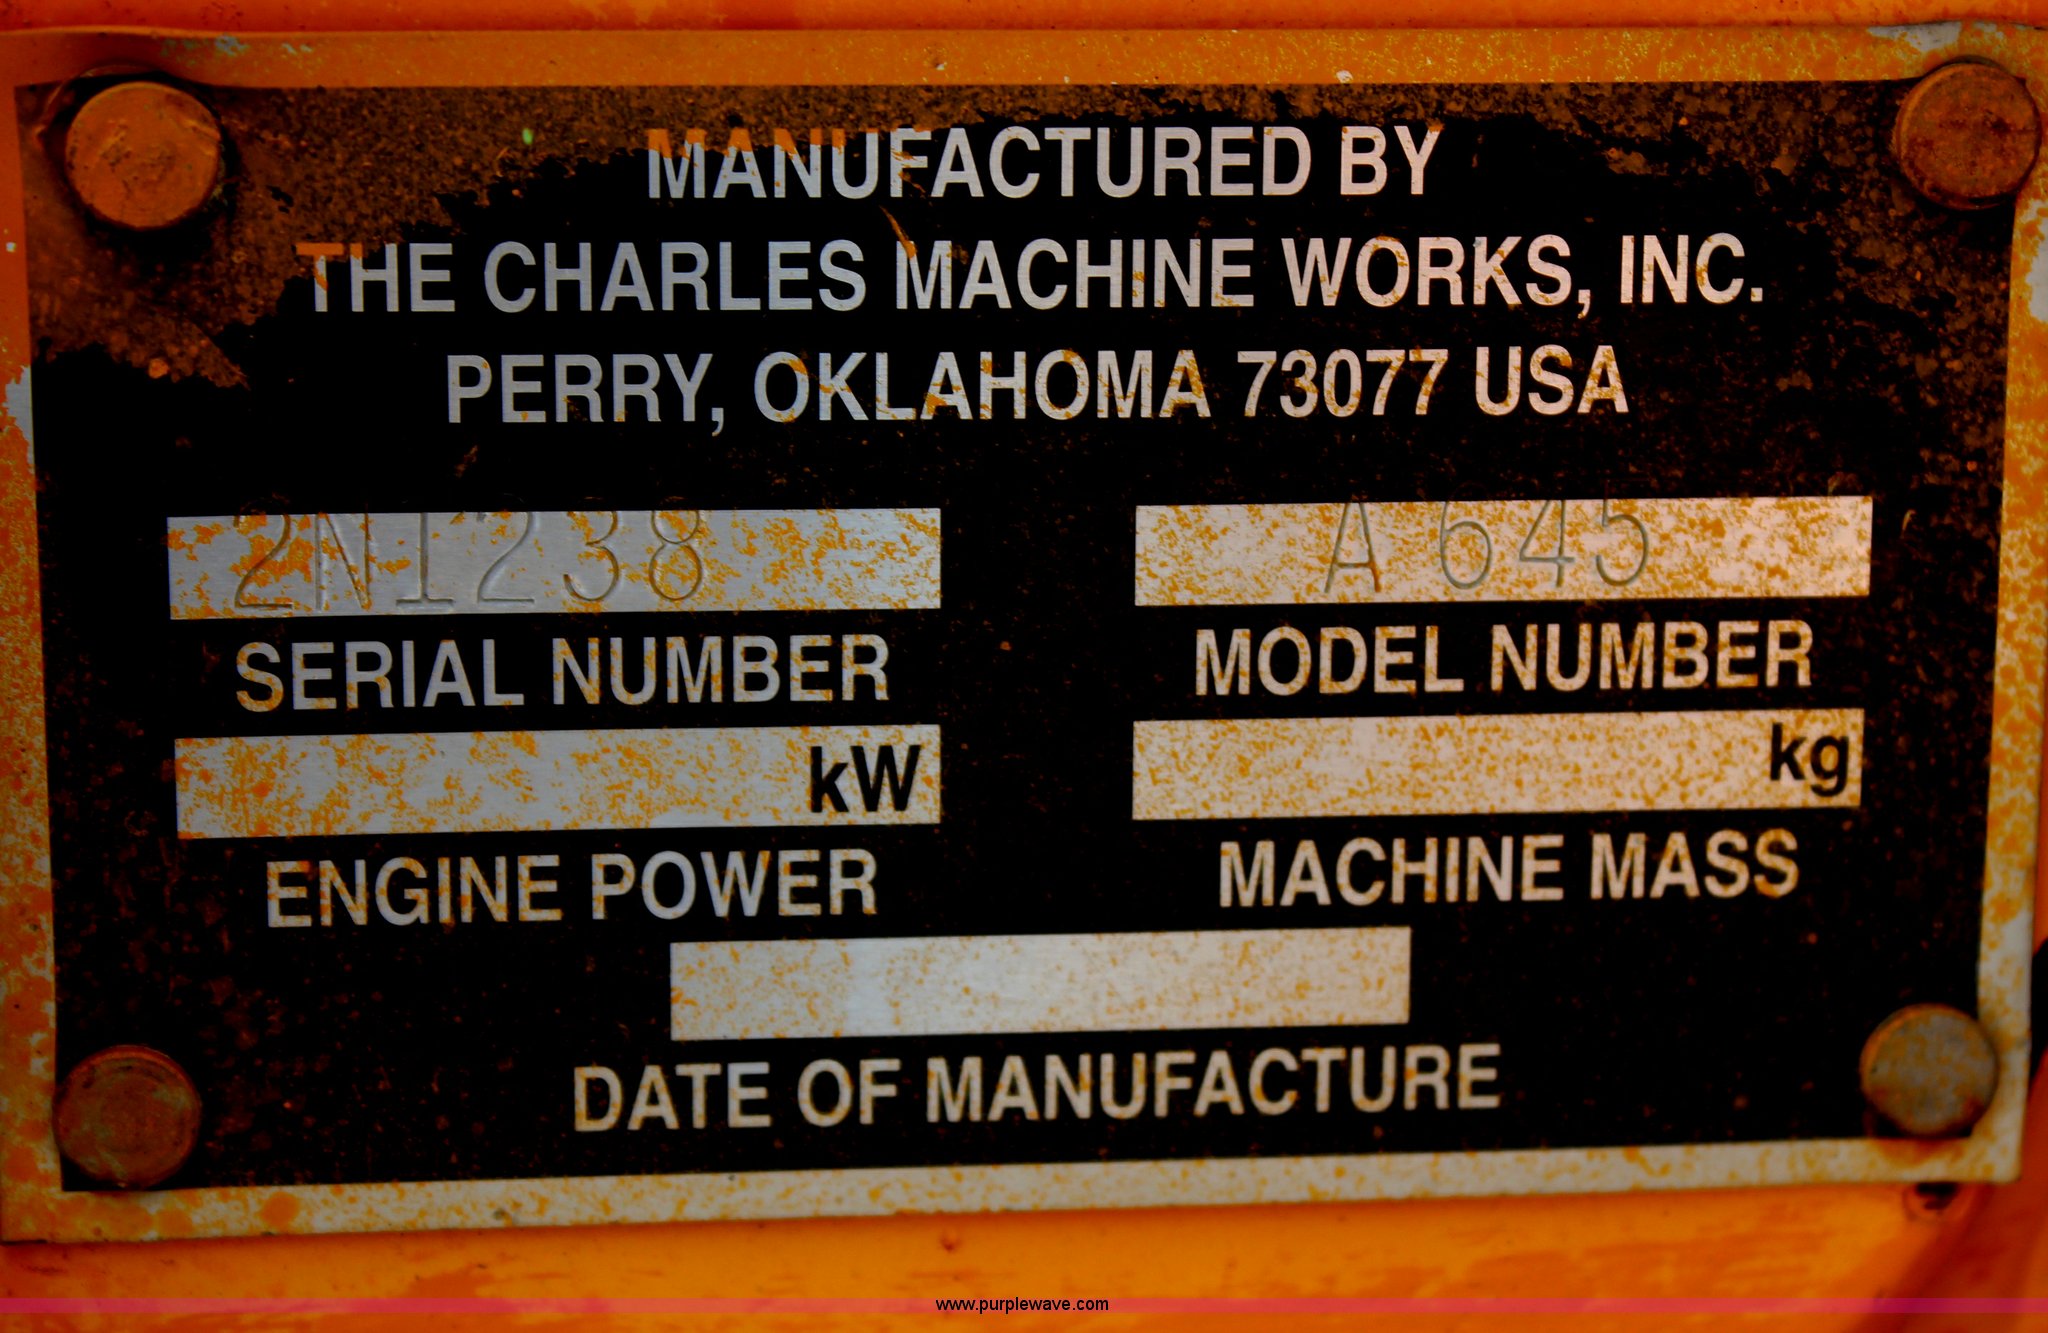 MANUFACTURED BY
THE CHARLES MACHINE WORKS, INC.
PERRY, OKLAHOMA 73077 USA
2N1238 A 645
SERIAL NUMBER MODEL NUMBER
kW kg
ENGINE POWER MACHINE MASS
DATE OF MANUFACTURE
www.purplewave.com